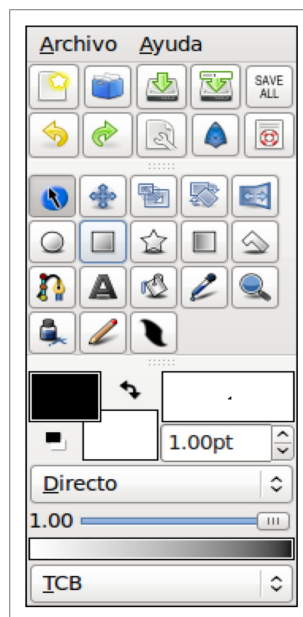 Archivo Ayuda
SAVE
ALL
A
1.00pt
Directo
1.00
TCB